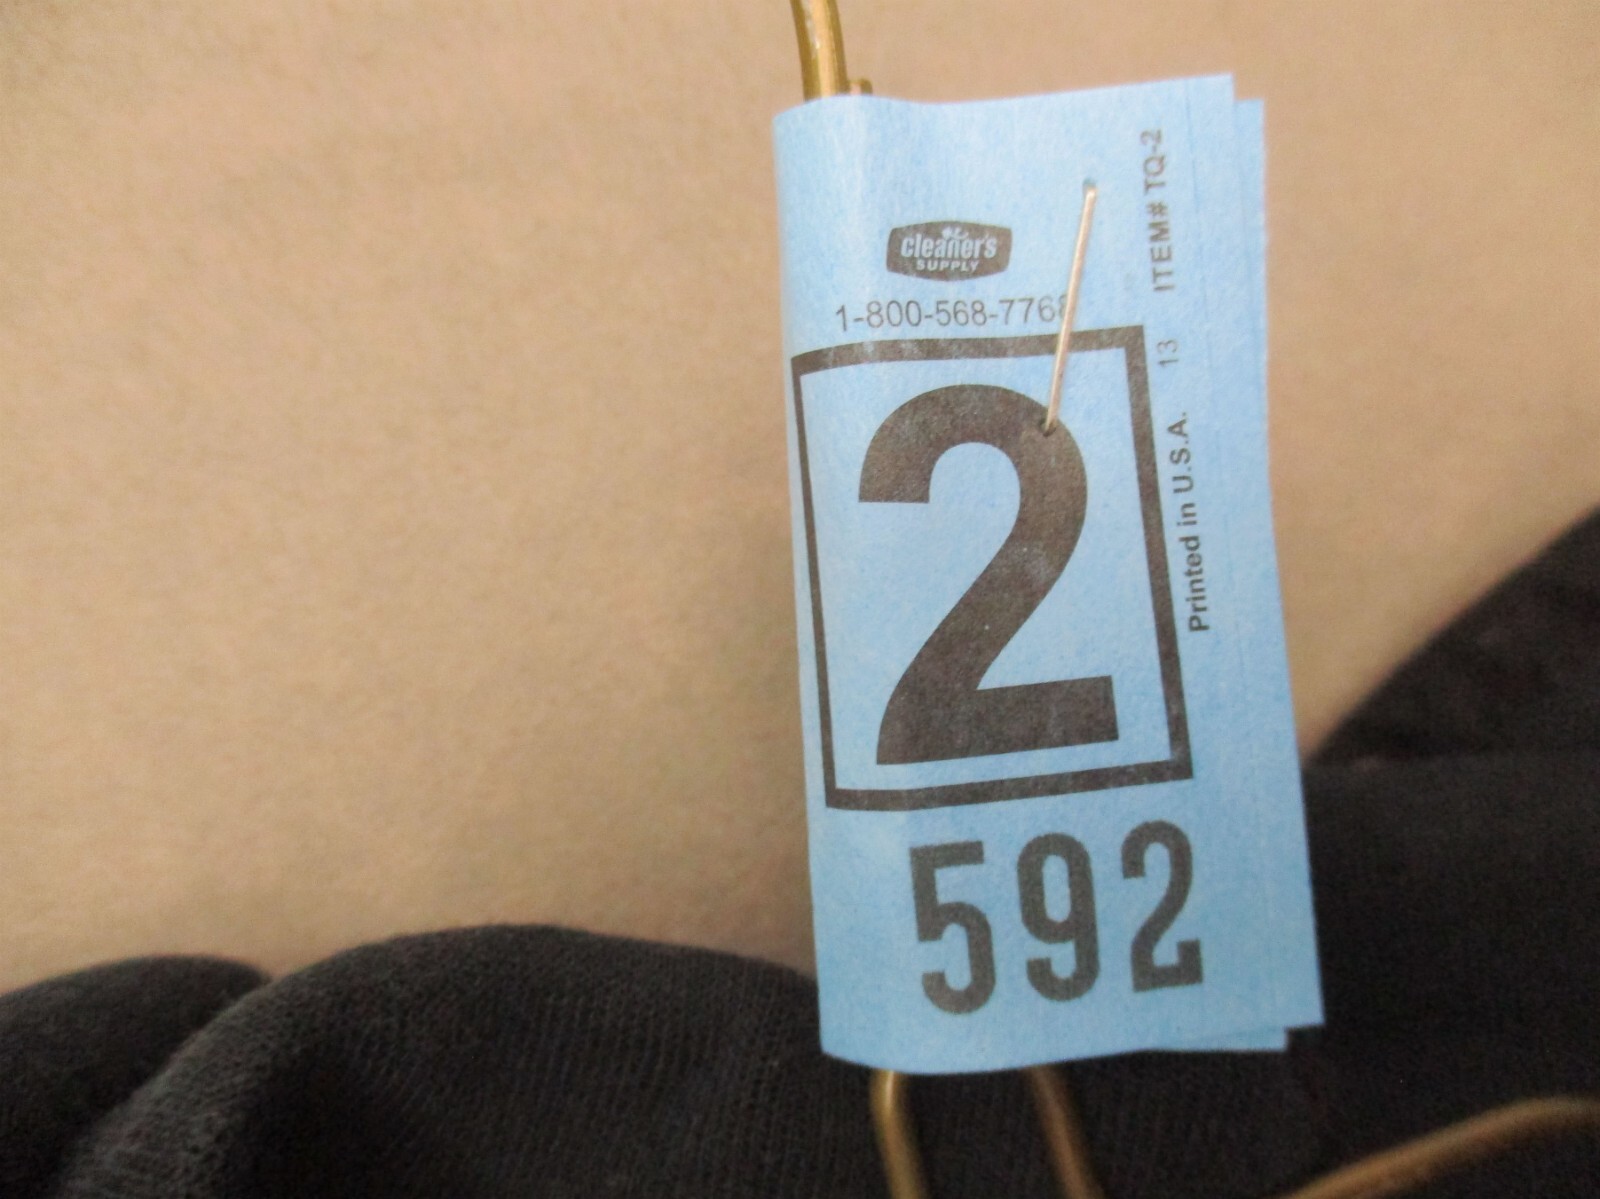 cleaner's
SUPPLY
1-800-568-7768
2
592
ITEM# TQ-2
13
Printed in U.S.A.